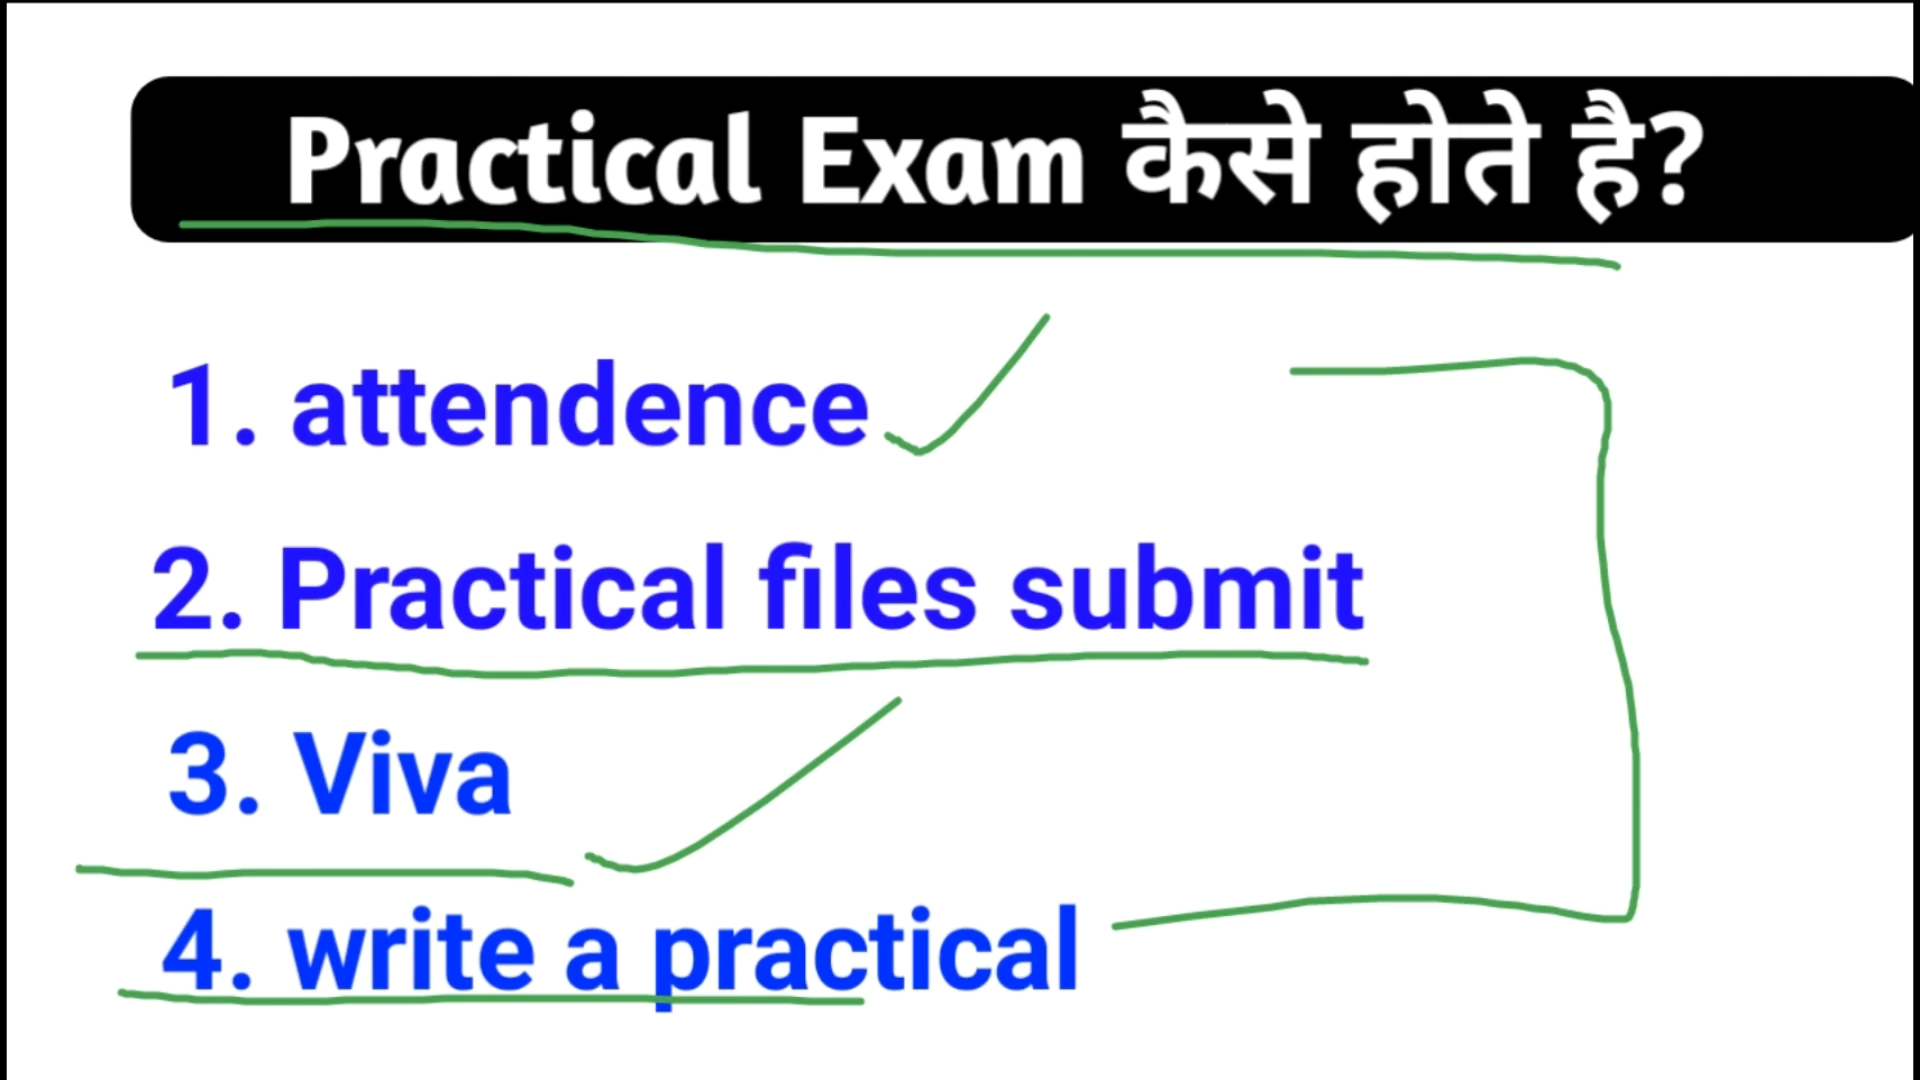 Practical Exam कैसे होते है?
1. attendence
2. Practical files submit
3. Viva
4. write a practical